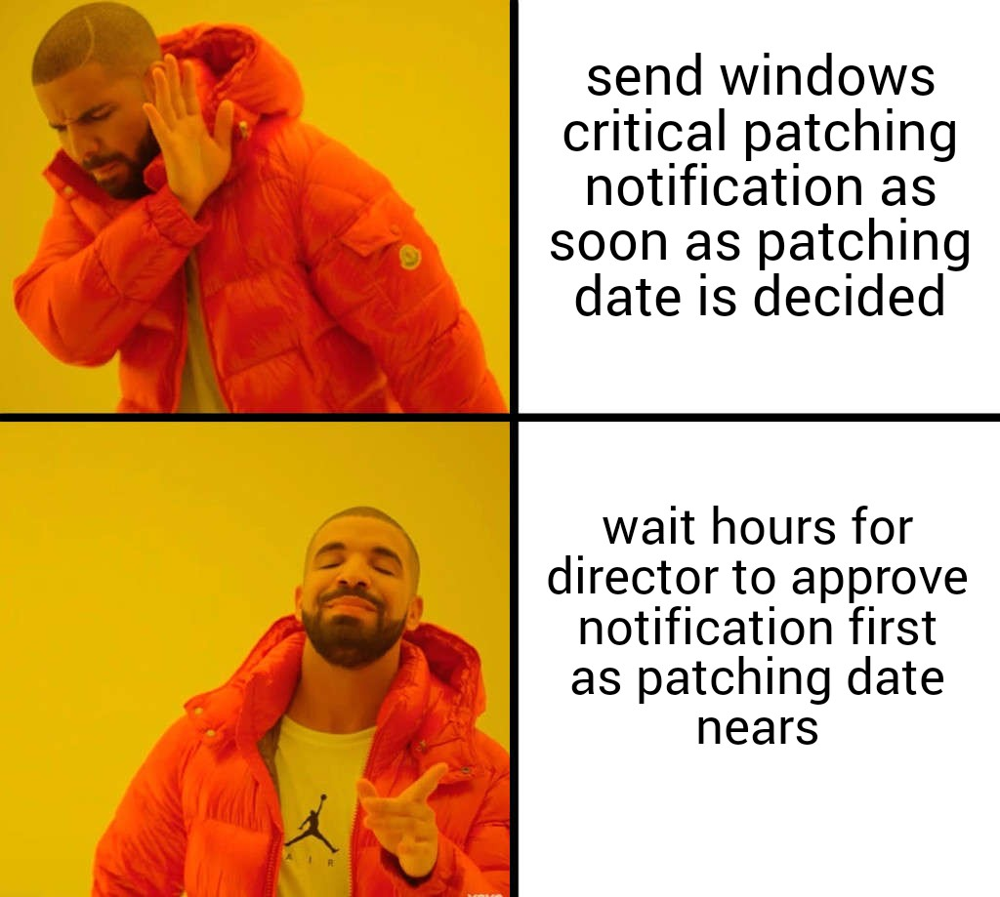 send windows
critical patching
notification as
soon as patching
date is decided
wait hours for
director to approve
notification first
as patching date
nears
AIR